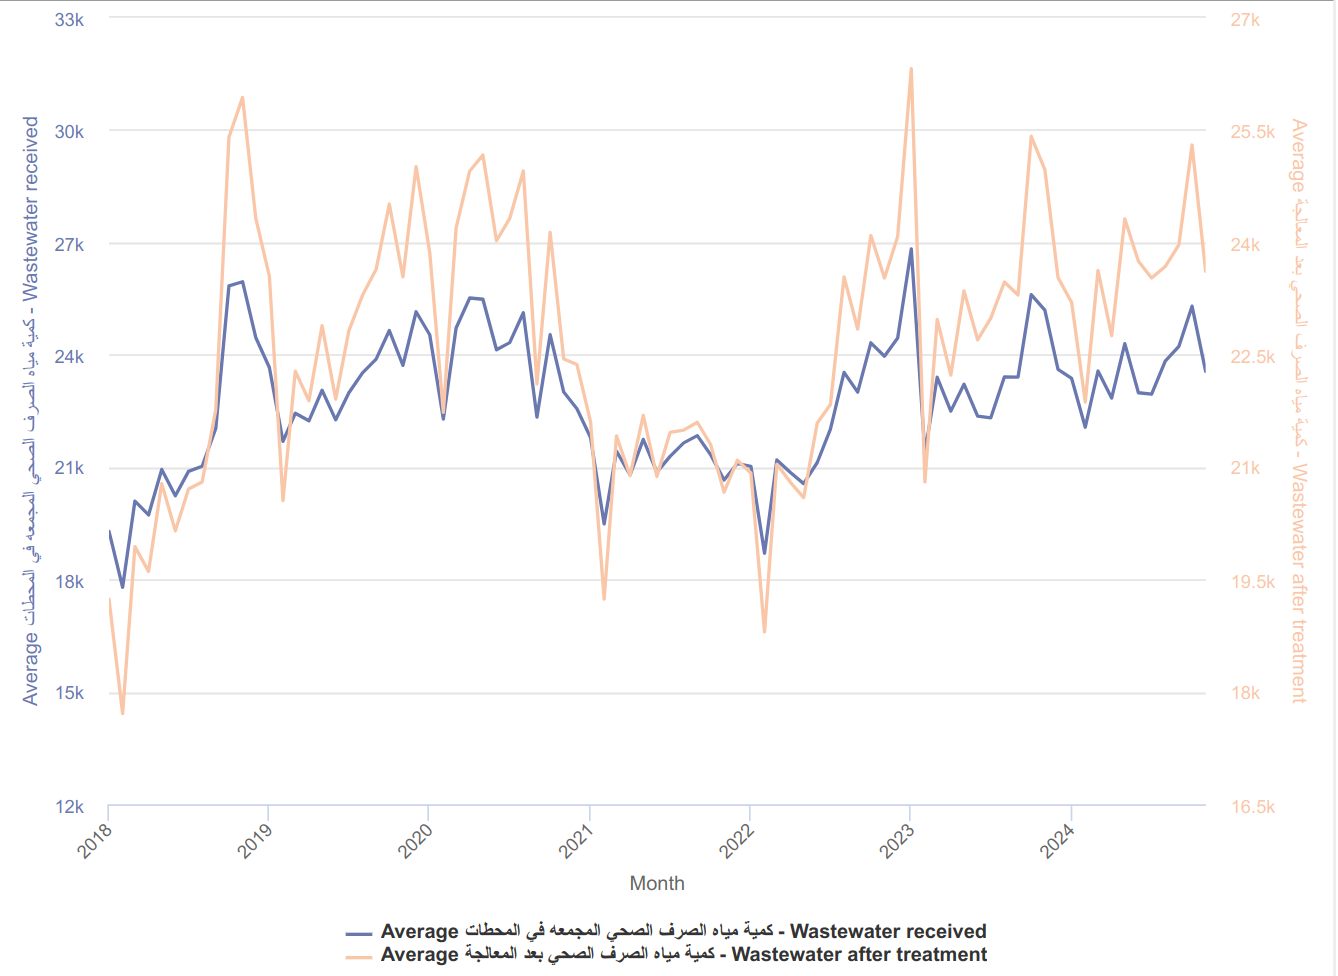 33k
30k
27k
24k
21k
18k
15k
12k
Average كمية مياه الصرف الصحي المجمعه في المحطات - Wastewater received
27k
25.5k
24k
22.5k
21k
19.5k
18k
16.5k
Average كمية مياه الصرف الصحي بعد المعالجة - Wastewater after treatment
2018
2019
2020
2021
2022
2023
2024
Month
Average كمية مياه الصرف الصحي المجمعه في المحطات - Wastewater received
Average كمية مياه الصرف الصحي بعد المعالجة - Wastewater after treatment